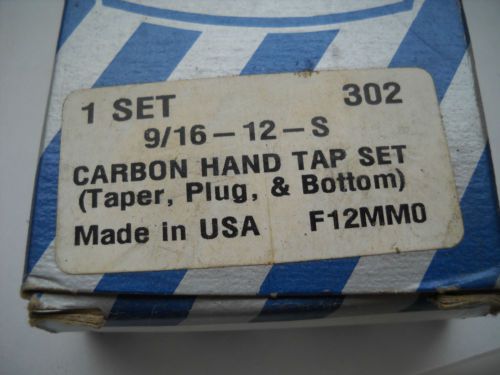 1 SET 302
9/16-12-S
CARBON HAND TAP SET
(Taper, Plug, & Bottom)
Made in USA F12MM0